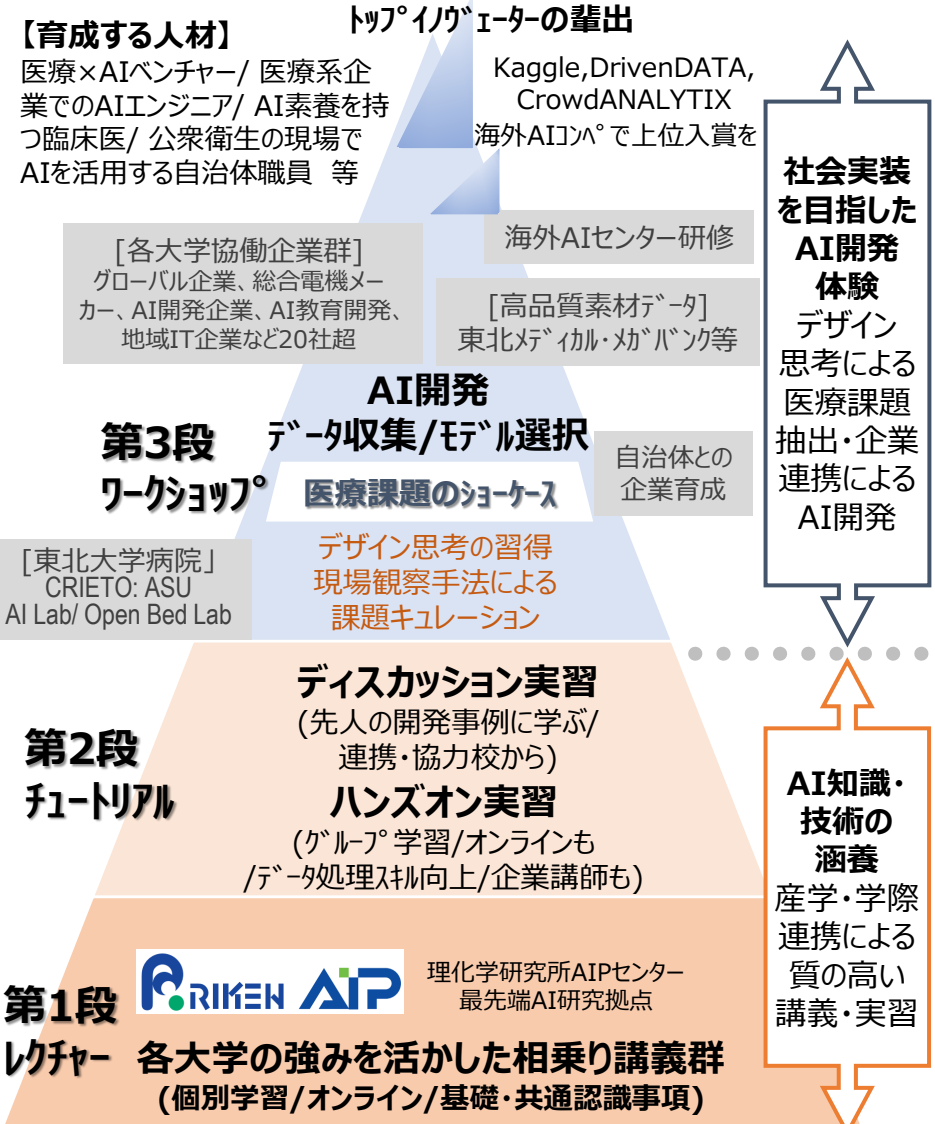 トップイノヴェーターの輩出
【育成する人材】
医療×AIベンチャー/ 医療系企
業でのAIエンジニア/ AI素養を持
つ臨床医/ 公衆衛生の現場で
AIを活用する自治体職員 等
Kaggle,DrivenDATA,
CrowdANALYTIX
海外AIコンペで上位入賞を
[各大学協働企業群]
グローバル企業、総合電機メー
カー、AI開発企業、AI教育開発、
地域IT企業など20社超
海外AIセンター研修
[高品質素材データ]
東北メディカル・メガバンク等
AI開発
データ収集/モデル選択
第3段
ワークショップ
医療課題のショーケース
自治体との
企業育成
[東北大学病院」
CRIETO: ASU
AI Lab/ Open Bed Lab
デザイン思考の習得
現場観察手法による
課題キュレーション
社会実装
を目指した
AI開発
体験
デザイン
思考による
医療課題
抽出・企業
連携による
AI開発
第2段
チュートリアル
ディスカッション実習
(先人の開発事例に学ぶ/
連携・協力校から)
ハンズオン実習
(グループ学習/オンラインも
/データ処理スキル向上/企業講師も)
AI知識・
技術の
涵養
産学・学際
連携による
質の高い
講義・実習
第1段
レクチャー
RIKEN AIP
理化学研究所AIPセンター
最先端AI研究拠点
各大学の強みを活かした相乗り講義群
(個別学習/オンライン/基礎・共通認識事項)